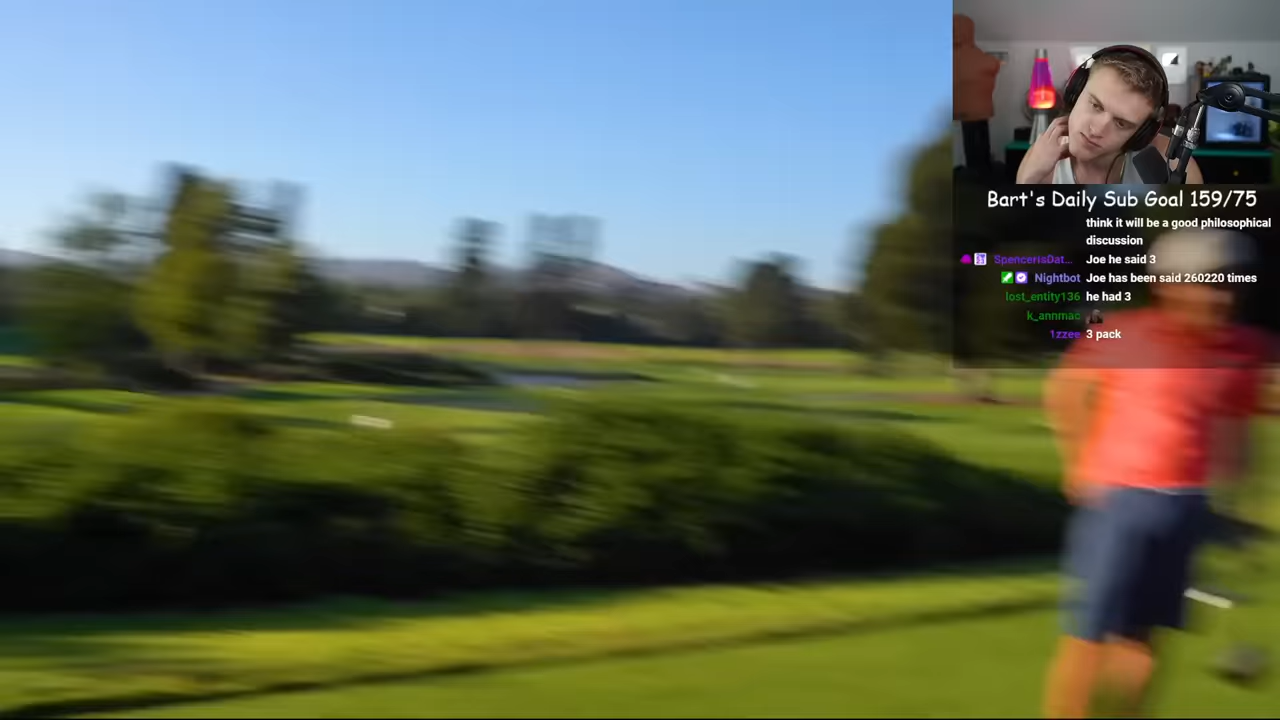 Bart's Daily Sub Goal 159/75
think it will be a good philosophical
discussion
SpencerisDat... Joe he said 3
Nightbot Joe has been said 260220 times
lost_entity136 he had 3
k_annmac
1zzee 3 pack